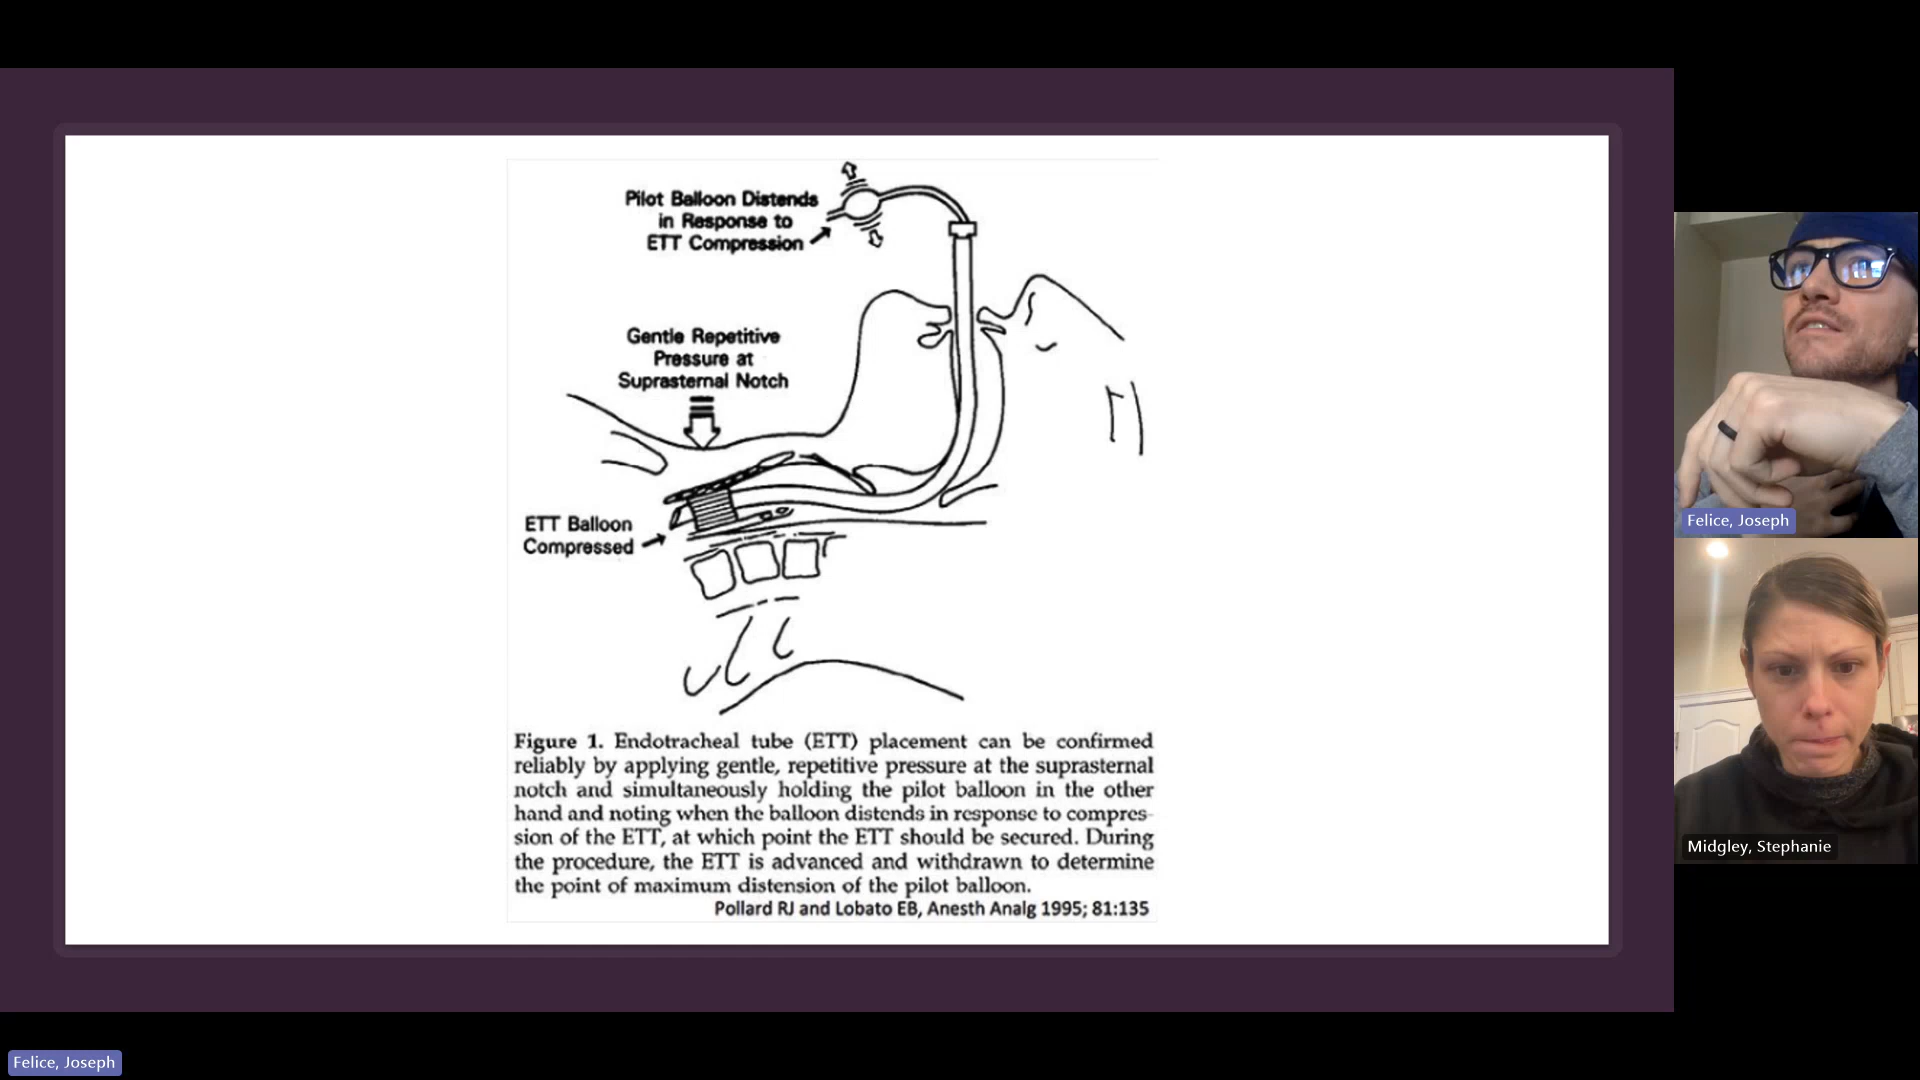 Pilot Balloon Distends
in Response to
ETT Compression
Gentle Repetitive
Pressure at
Suprasternal Notch
ETT Balloon
Compressed
Figure 1. Endotracheal tube (ETT) placement can be confirmed
reliably by applying gentle, repetitive pressure at the suprasternal
notch and simultaneously holding the pilot balloon in the other
hand and noting when the balloon distends in response to compres-
sion of the ETT, at which point the ETT should be secured. During
the procedure, the ETT is advanced and withdrawn to determine
the point of maximum distension of the pilot balloon.
Pollard RJ and Lobato EB, Anesth Analg 1995; 81:135
Felice, Joseph
Midgley, Stephanie
Felice, Joseph